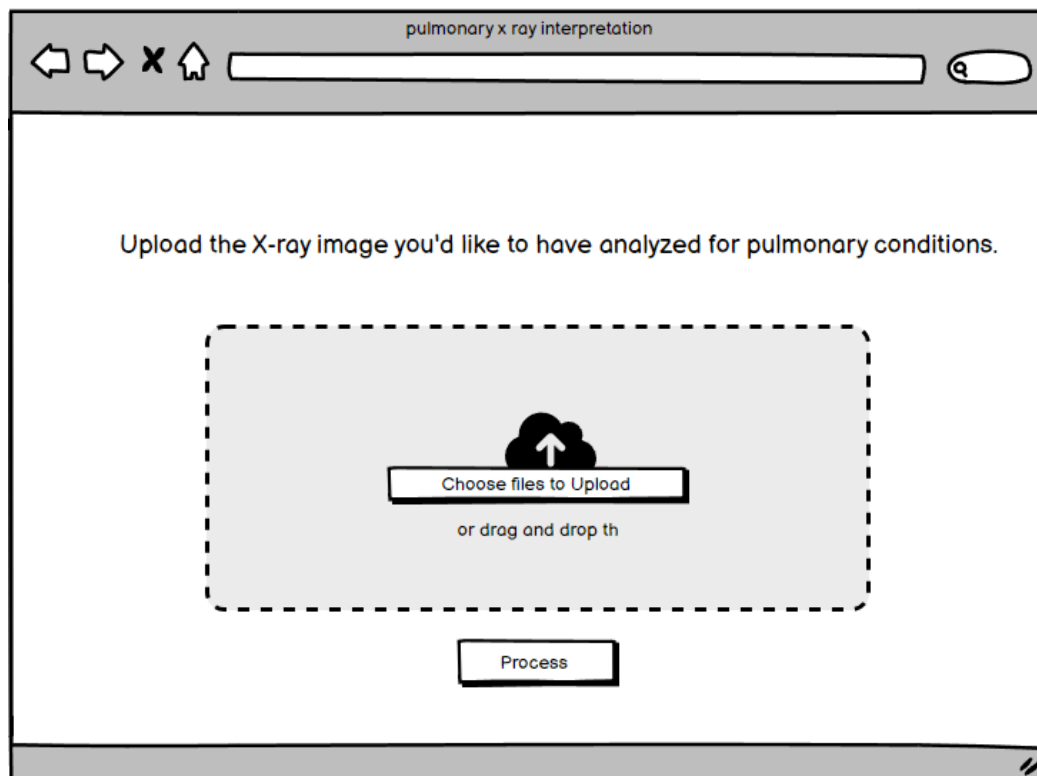 pulmonary x ray interpretation
Upload the X-ray image you'd like to have analyzed for pulmonary conditions.
Choose files to Upload
or drag and drop th
Process